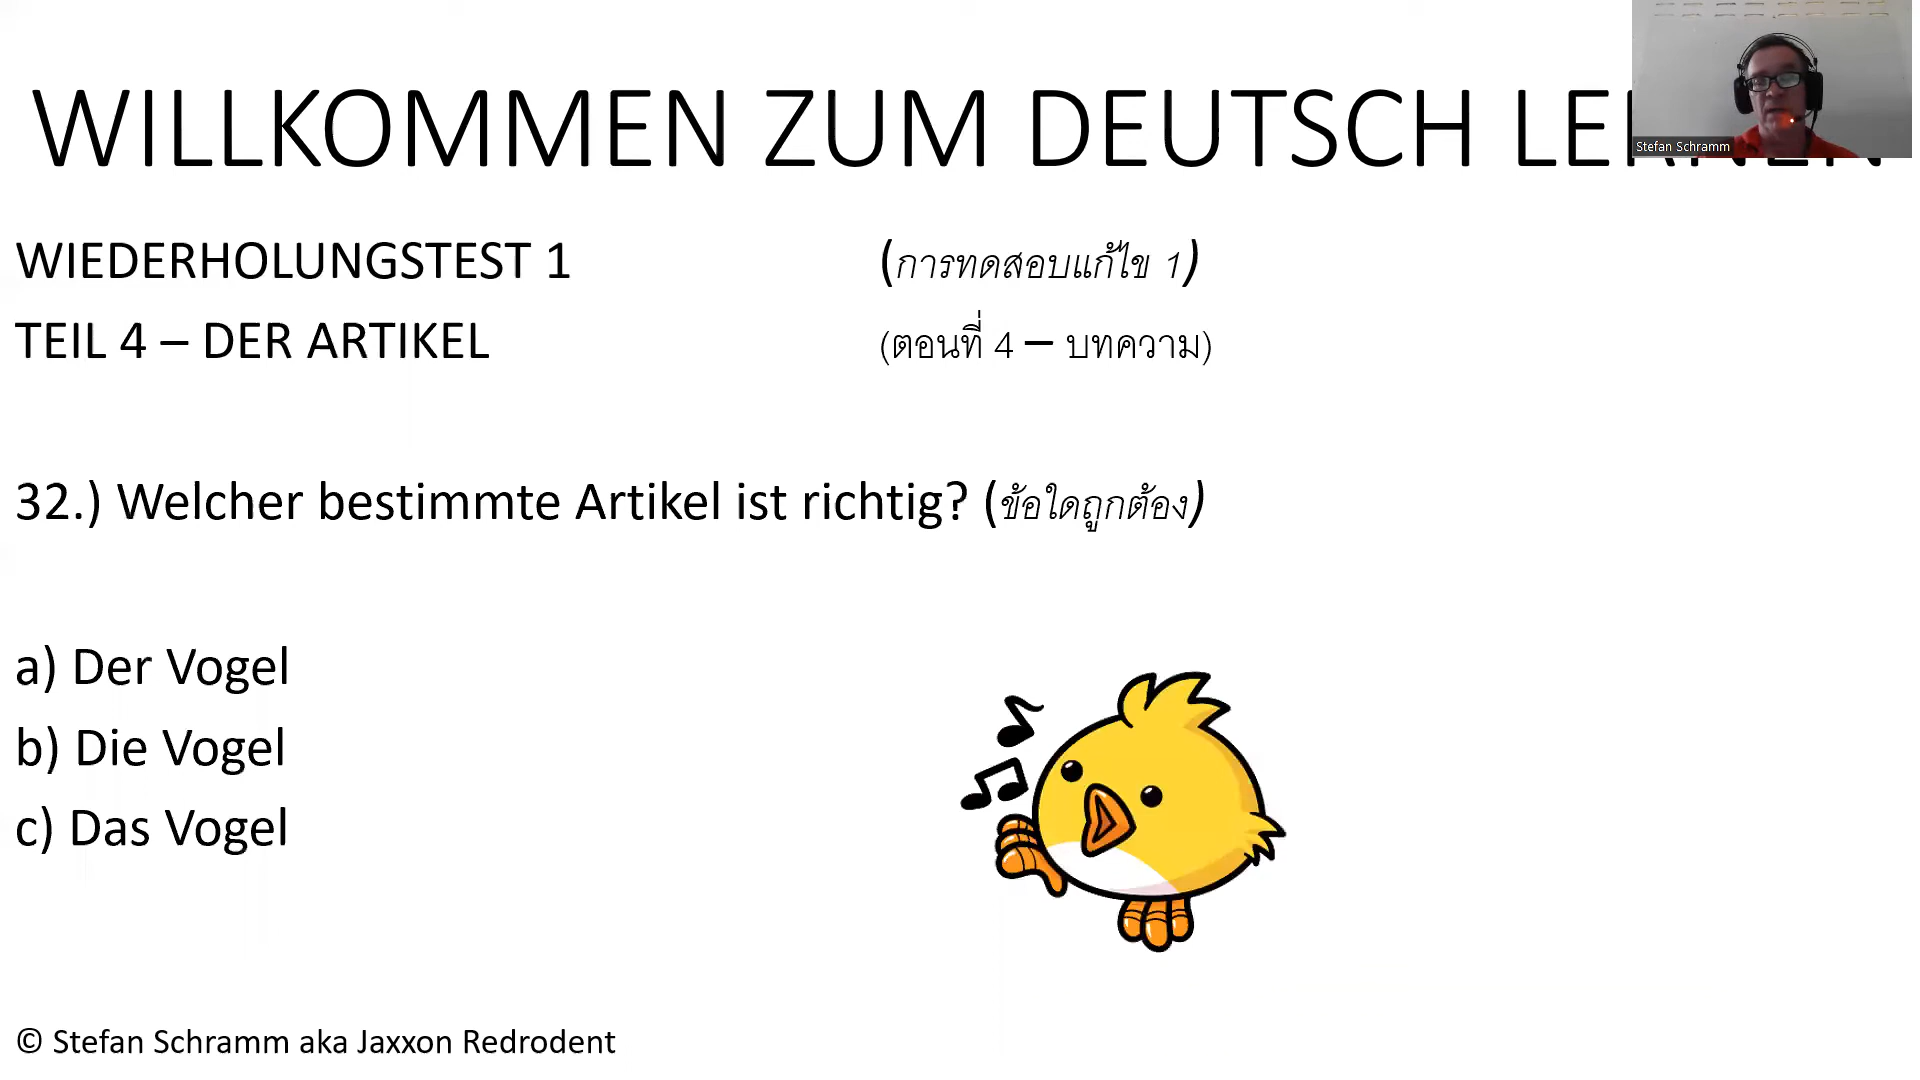 WILLKOMMEN ZUM DEUTSCH LERNEN
Stefan Schramm
WIEDERHOLUNGSTEST 1 (การทดสอบแก้ไข 1)
TEIL 4 – DER ARTIKEL (ตอนที่ 4 – บทความ)
32.) Welcher bestimmte Artikel ist richtig? (ข้อใดถูกต้อง)
a) Der Vogel
b) Die Vogel
c) Das Vogel
© Stefan Schramm aka Jaxxon Redrodent